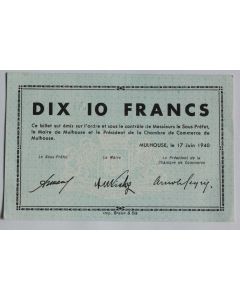 DIX 10 FRANCS
Ce billet est émis sur l'ordre et sous le contrôle de Messieurs le Sous Préfet,
le Maire de Mulhouse et le Président de la Chambre de Commerce de
Mulhouse.
MULHOUSE, le 17 Juin 1940
Le Sous Préfet
Le Maire
Le Président de la
Chambre de Commerce
Imp. Brawn & Cie